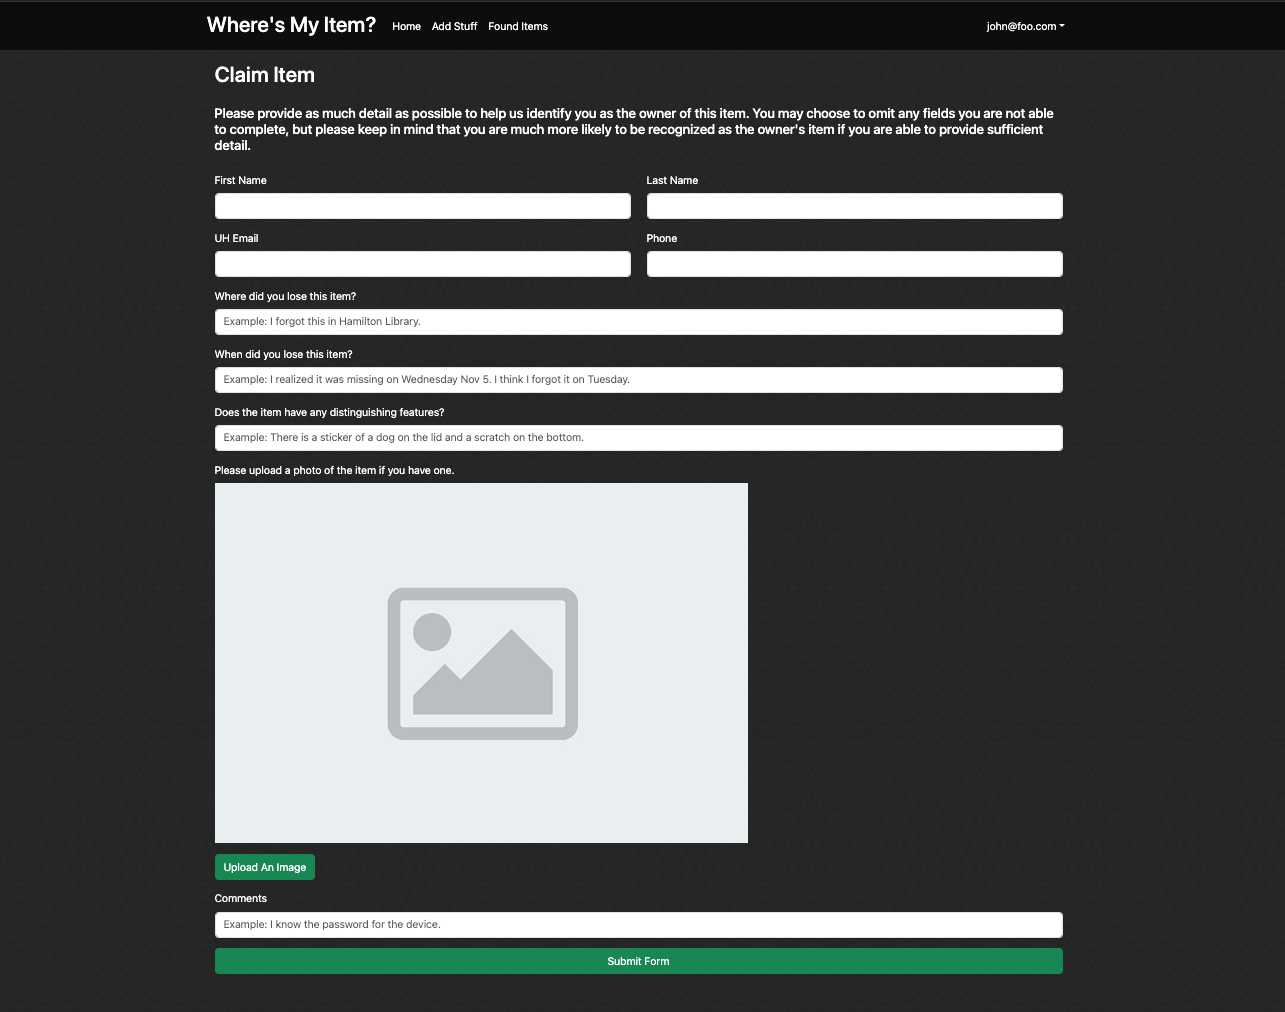 Where's My Item? Home Add Stuff Found Items john@foo.com
Claim Item
Please provide as much detail as possible to help us identify you as the owner of this item. You may choose to omit any fields you are not able
to complete, but please keep in mind that you are much more likely to be recognized as the owner's item if you are able to provide sufficient
detail.
First Name Last Name
UH Email Phone
Where did you lose this item?
Example: I forgot this in Hamilton Library.
When did you lose this item?
Example: I realized it was missing on Wednesday Nov 5. I think I forgot it on Tuesday.
Does the item have any distinguishing features?
Example: There is a sticker of a dog on the lid and a scratch on the bottom.
Please upload a photo of the item if you have one.
Upload An Image
Comments
Example: I know the password for the device.
Submit Form